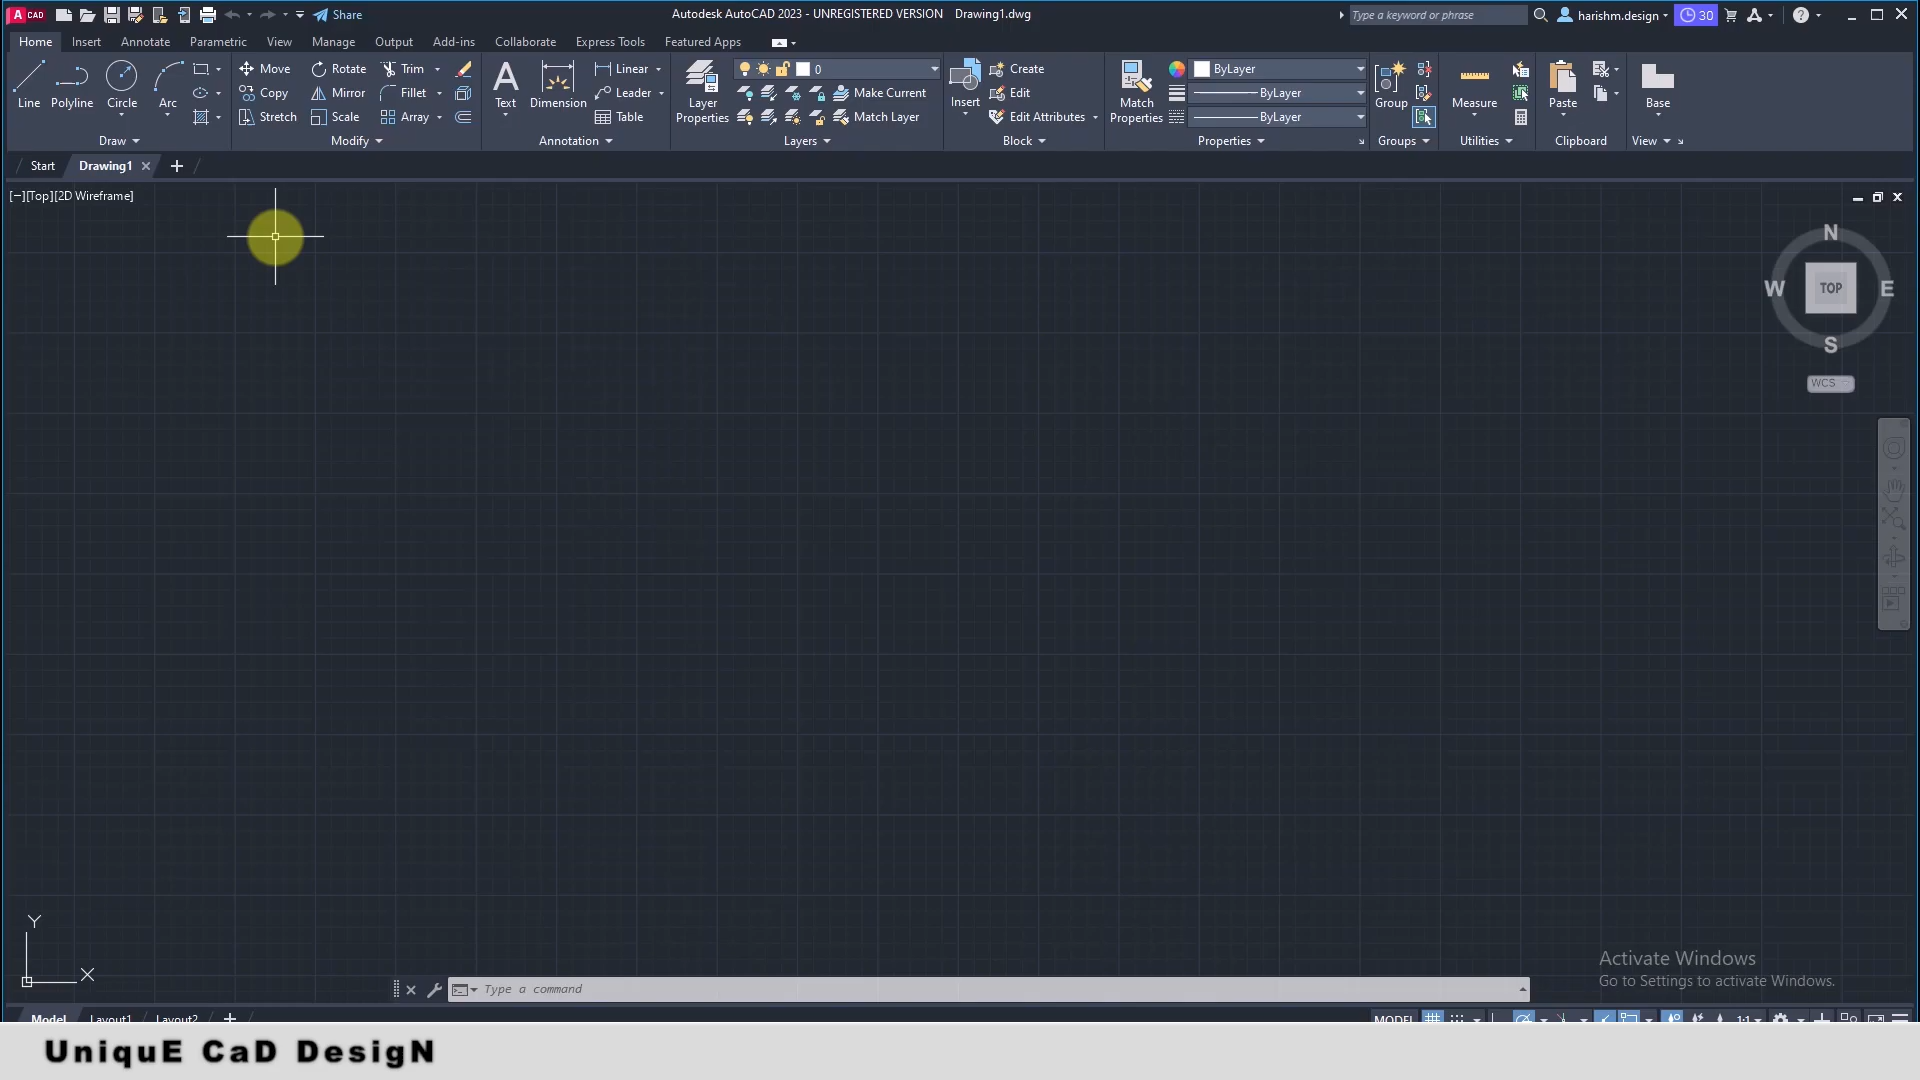 CAD Share Autodesk AutoCAD 2023 - UNREGISTERED VERSION Drawing1.dwg Type a keyword or phrase harishm.design 30
Home Insert Annotate Parametric View Manage Output Add-ins Collaborate Express Tools Featured Apps
Line Polyline Circle Arc
Move Rotate Trim
Copy Mirror Fillet
Stretch Scale Array
Text Dimension
Linear
Leader
Table
Layer
Properties
0
Make Current
Match Layer
Insert
Create
Edit
Edit Attributes
Match
Properties
ByLayer
ByLayer
ByLayer
Group
Measure
Paste
Base
Draw Modify Annotation Layers Block Properties Groups Utilities Clipboard View
Start Drawing1
[−][Top][2D Wireframe]
N
W TOP E
S
WCS
Y
X
Activate Windows
Go to Settings to activate Windows.
Type a command
Model Layout1 Layout2 MODEL 1:1
UniquE CaD DesigN